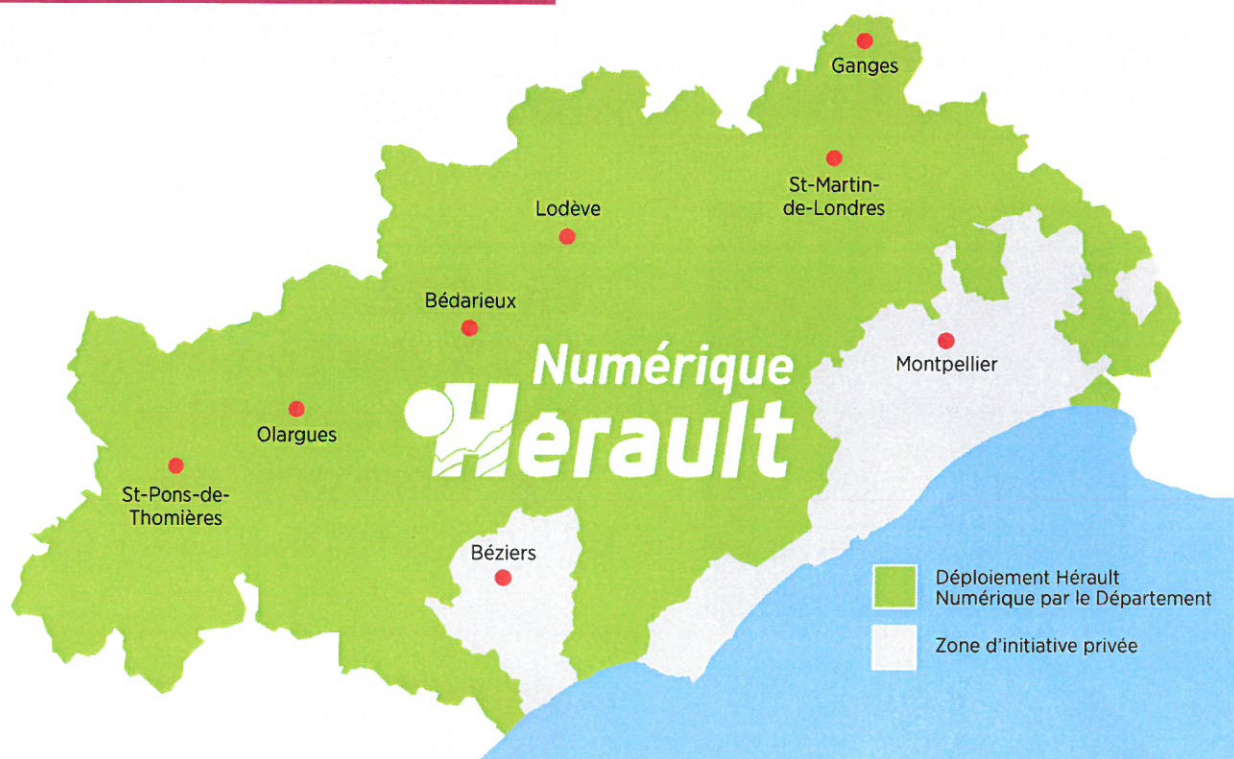 Ganges
St-Martin-
de-Londres
Lodève
Bédarieux
Numérique
Hérault
Montpellier
Olargues
St-Pons-de-
Thomières
Béziers
Déploiement Hérault
Numérique par le Département
Zone d'initiative privée